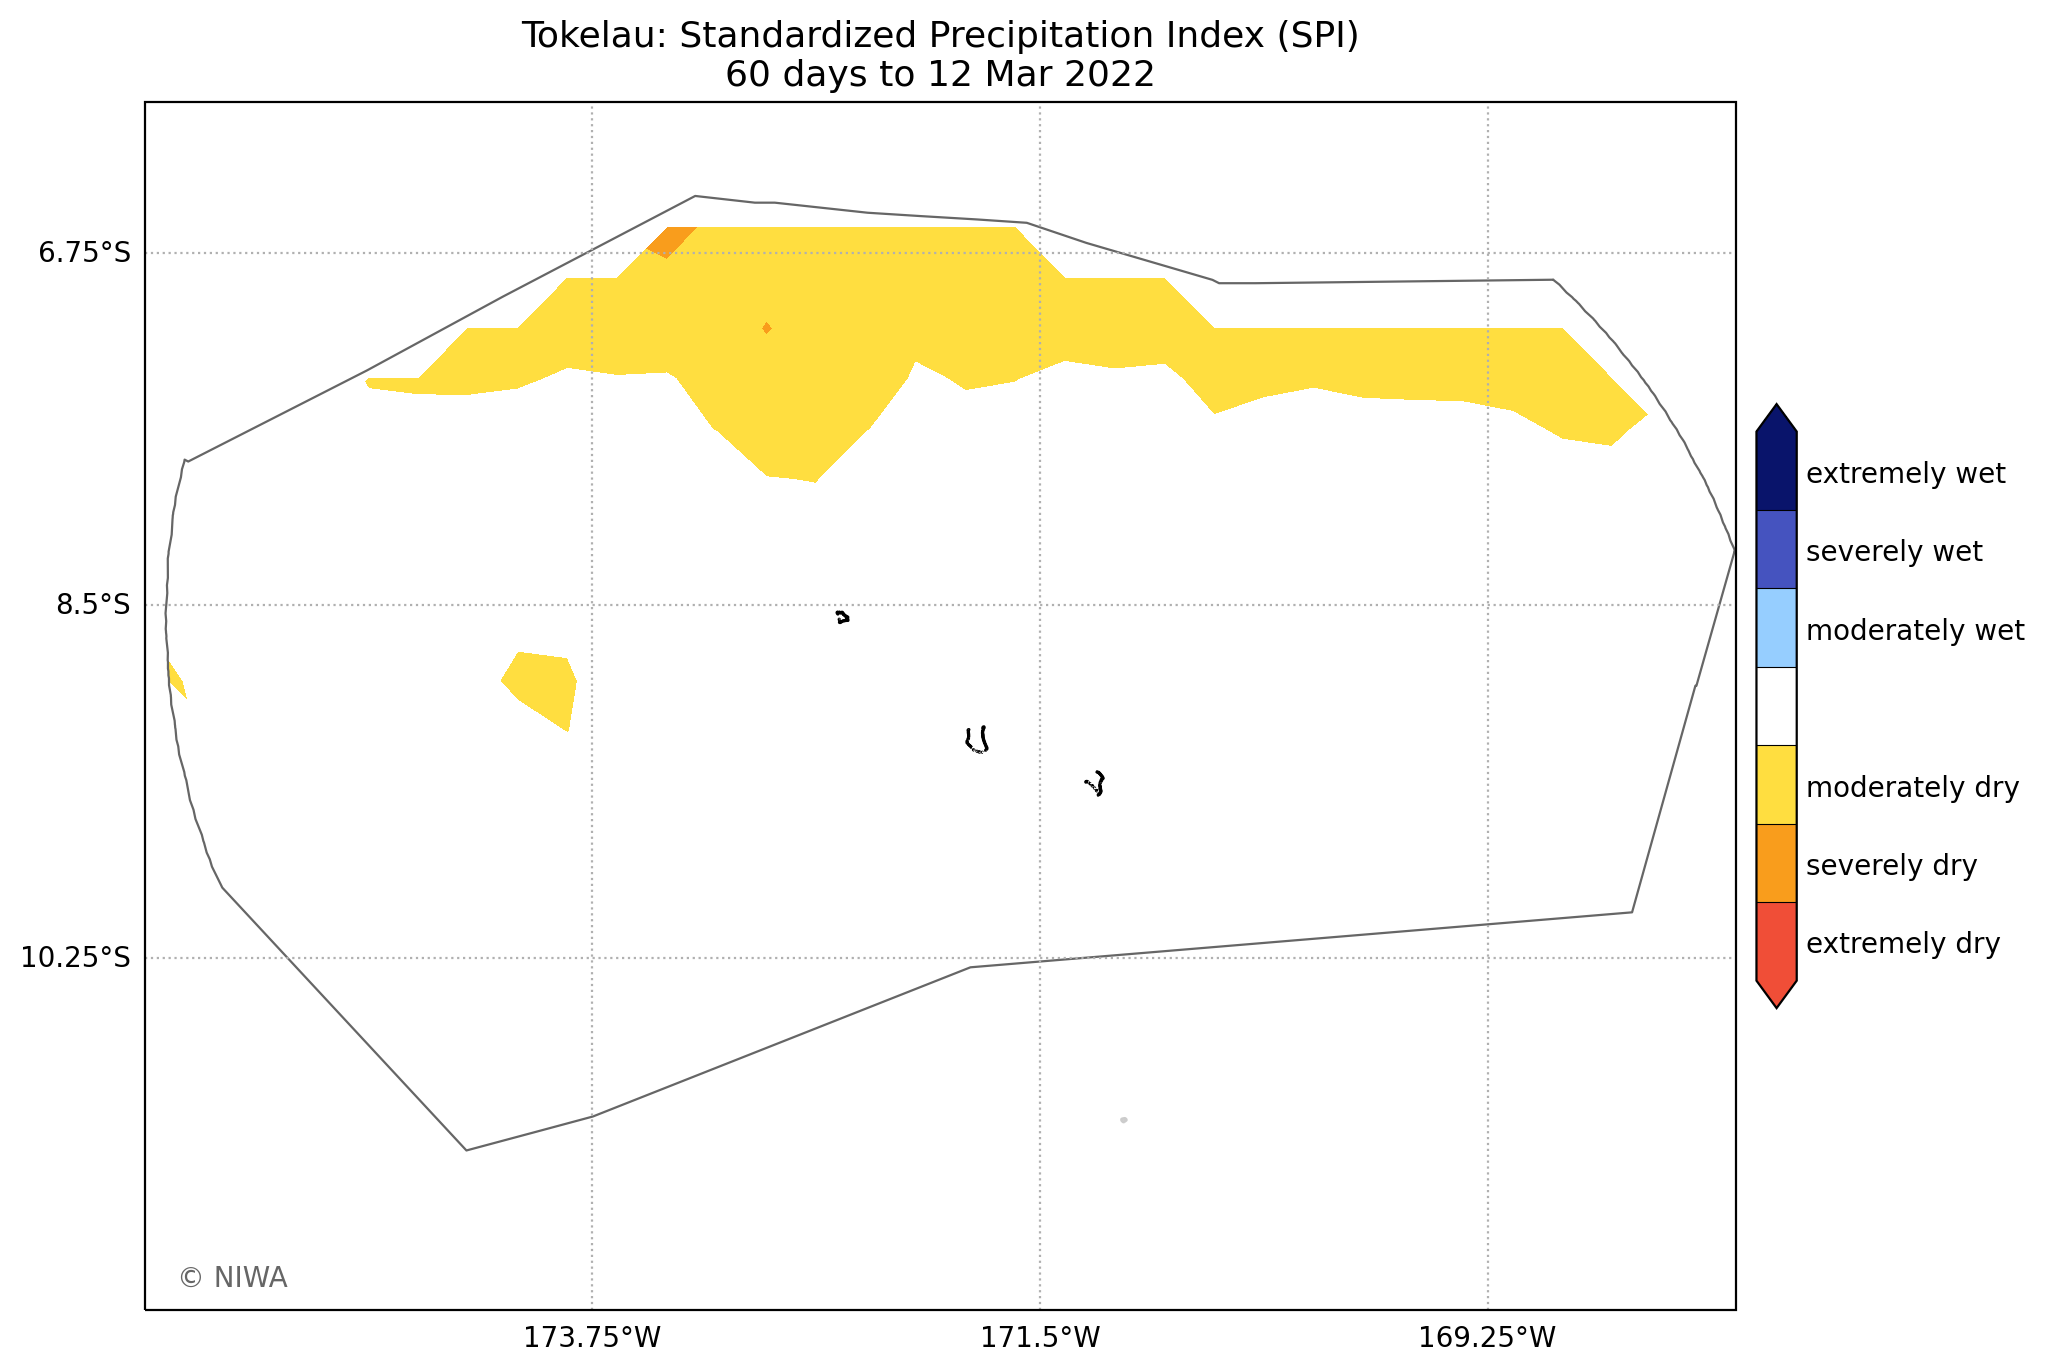 Tokelau: Standardized Precipitation Index (SPI)
60 days to 12 Mar 2022
6.75°S
8.5°S
10.25°S
173.75°W
171.5°W
169.25°W
extremely wet
severely wet
moderately wet
moderately dry
severely dry
extremely dry
© NIWA